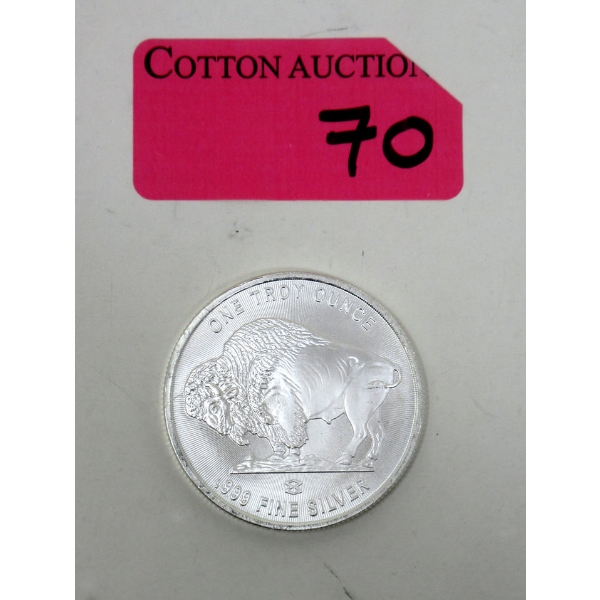 COTTON AUCTION
70
ONE TROY OUNCE
.999 FINE SILVER